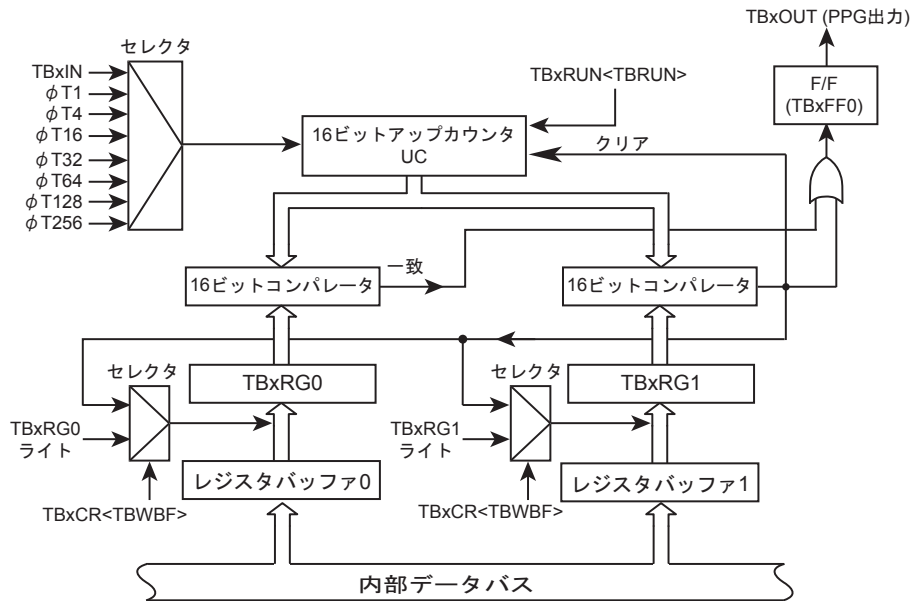 TBxOUT (PPG出力)
セレクタ
TBxIN
φT1
φT4
φT16
φT32
φT64
φT128
φT256
TBxRUN<TBRUN>
F/F
(TBxFF0)
16ビットアップカウンタ
UC
クリア
16ビットコンパレータ
一致
16ビットコンパレータ
セレクタ
TBxRG0
セレクタ
TBxRG1
TBxRG0
ライト
TBxRG1
ライト
レジスタバッファ0
レジスタバッファ1
TBxCR<TBWBF>
TBxCR<TBWBF>
内部データバス